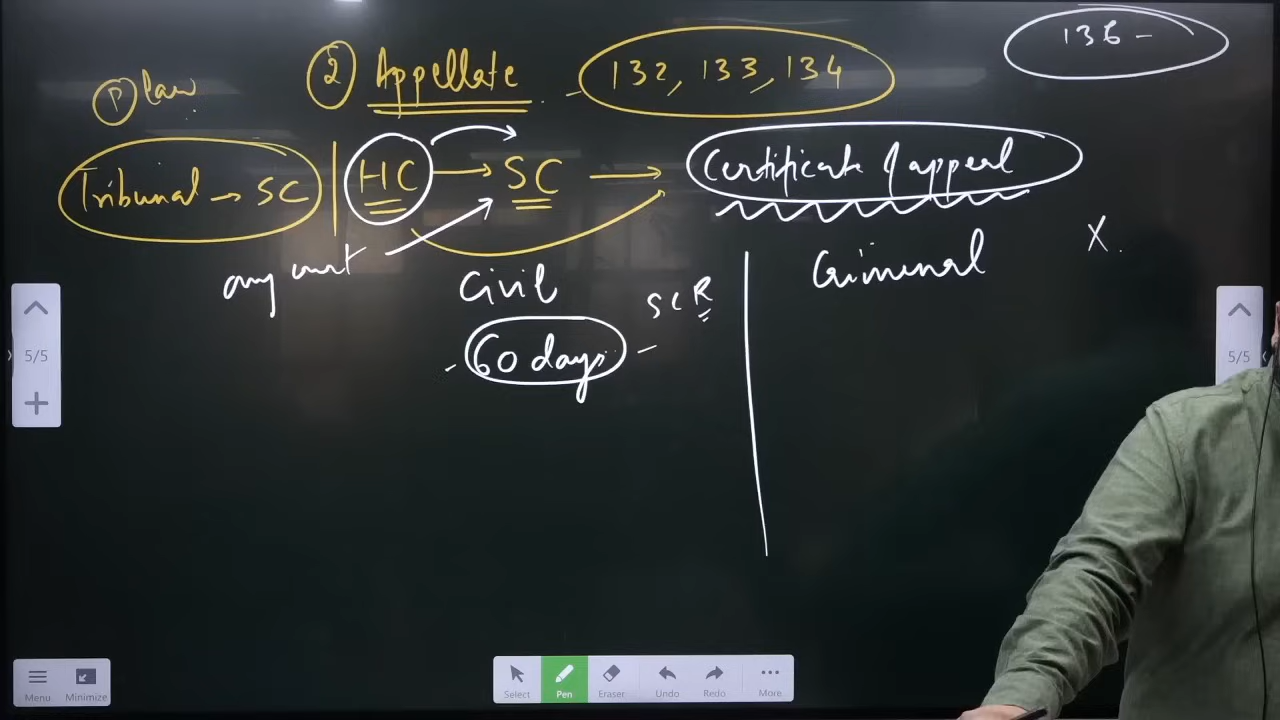 136 -
② Appellate - 132, 133, 134
Ⓟ law
Tribunal → SC | HC → SC → Certificate of appeal
any court
Civil
Criminal
X
SCR
60 days -
5/5
5/5
Menu
Minimize
Select
Pen
Eraser
Undo
Redo
More